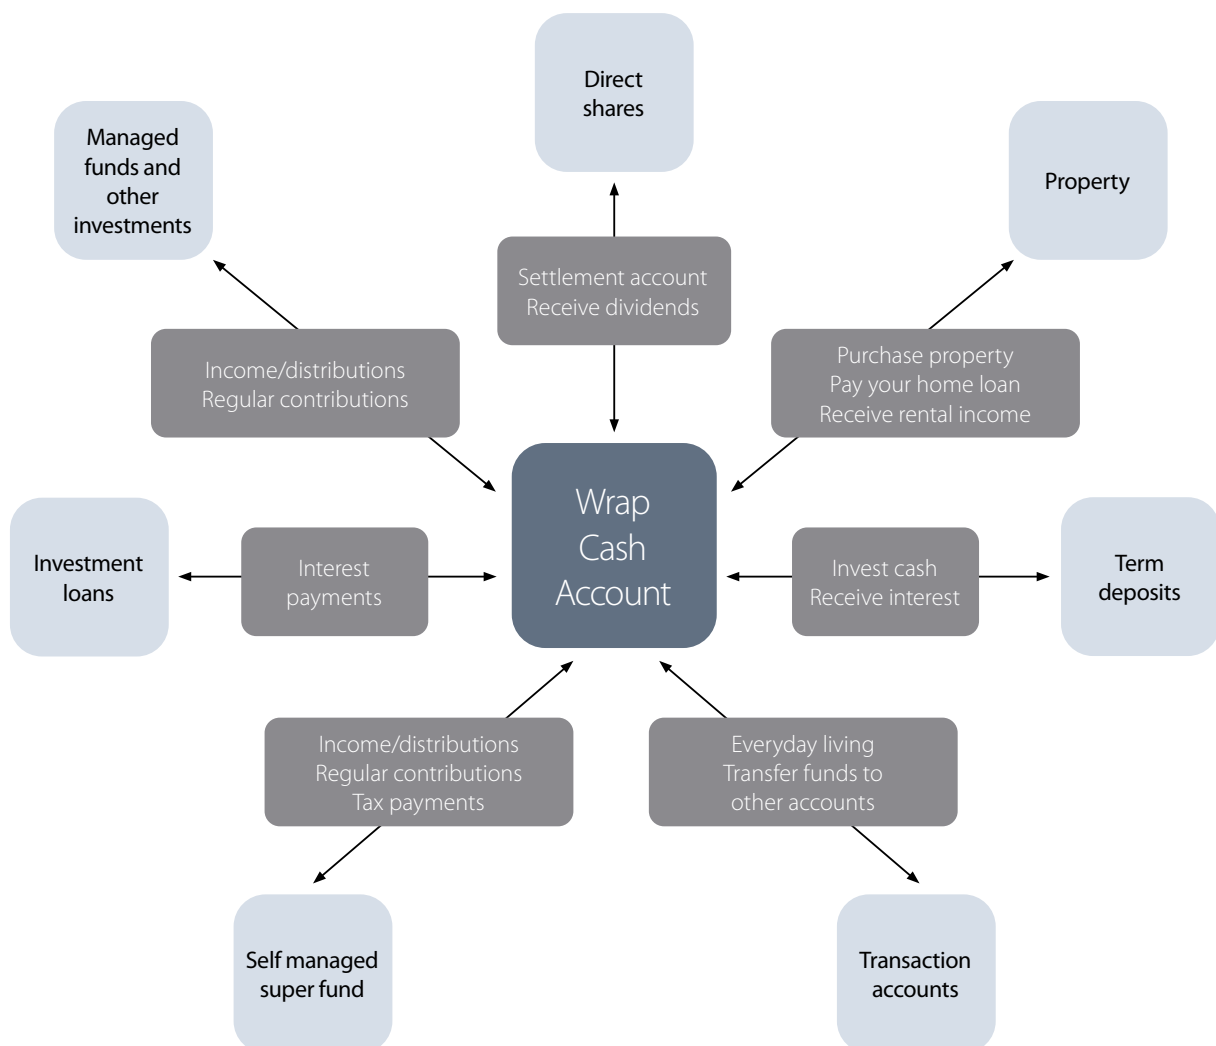 Direct
shares
Managed
funds and
other
investments
Property
Settlement account
Receive dividends
Income/distributions
Regular contributions
Purchase property
Pay your home loan
Receive rental income
Wrap
Cash
Account
Investment
loans
Interest
payments
Invest cash
Receive interest
Term
deposits
Income/distributions
Regular contributions
Tax payments
Everyday living
Transfer funds to
other accounts
Self managed
super fund
Transaction
accounts